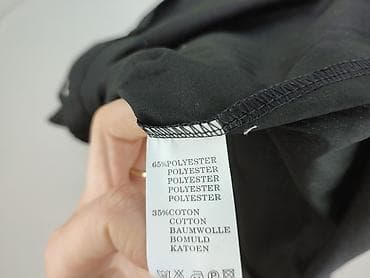 65%POLYESTER
POLYESTER
POLYESTER
POLYESTER
POLYESTER
35%COTON
COTTON
BAUMWOLLE
BOMULD
KATOEN